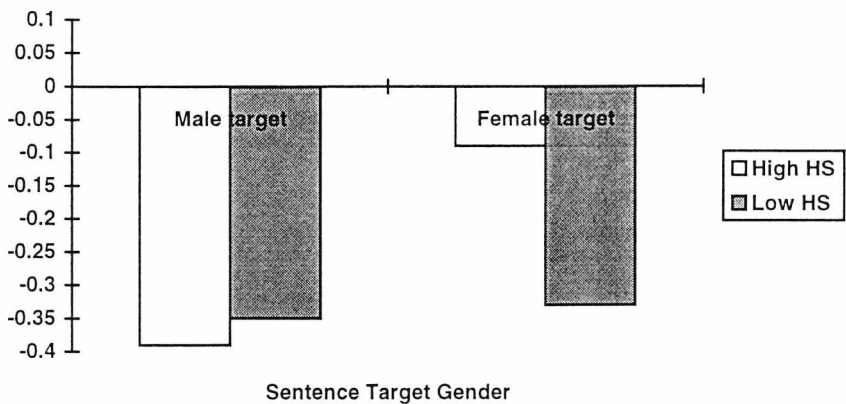 0.1
0.05
0
-0.05
-0.1
-0.15
-0.2
-0.25
-0.3
-0.35
-0.4
Male target
Female target
High HS
Low HS
Sentence Target Gender